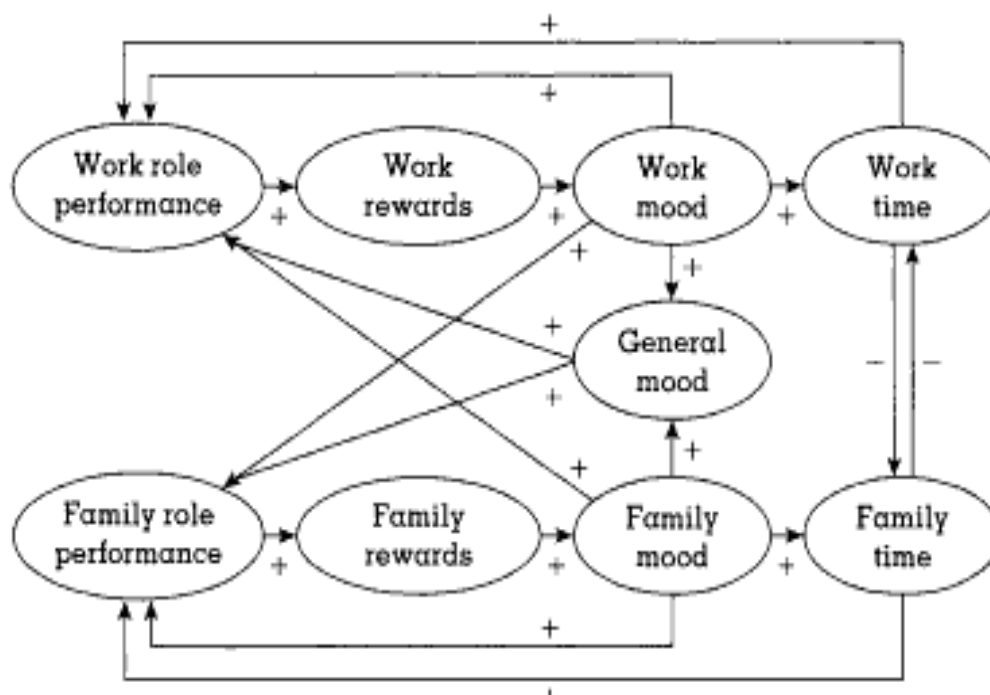 +
+
Work role
performance
+
Work
rewards
+
Work
mood
+
Work
time
+
+
+
General
mood
+
− −
+
+
Family role
performance
+
Family
rewards
+
Family
mood
+
Family
time
+
+